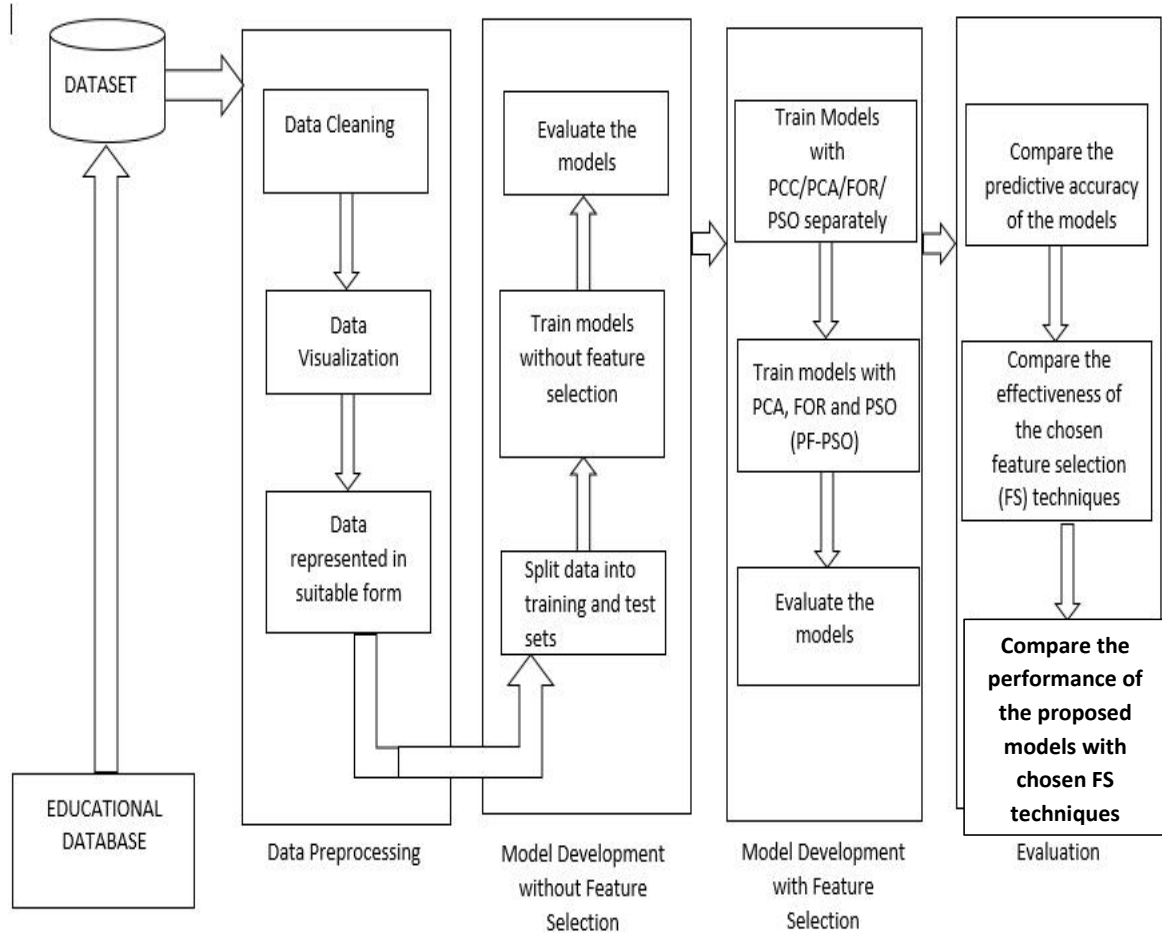 DATASET
EDUCATIONAL
DATABASE
Data Cleaning
Data
Visualization
Data
represented in
suitable form
Data Preprocessing
Evaluate the
models
Train models
without feature
selection
Split data into
training and test
sets
Model Development
without Feature
Selection
Train Models
with
PCC/PCA/FOR/
PSO separately
Train models with
PCA, FOR and PSO
(PF-PSO)
Evaluate the
models
Model Development
with Feature
Selection
Compare the
predictive accuracy
of the models
Compare the
effectiveness of
the chosen
feature selection
(FS) techniques
Compare the
performance of
the proposed
models with
chosen FS
techniques
Evaluation